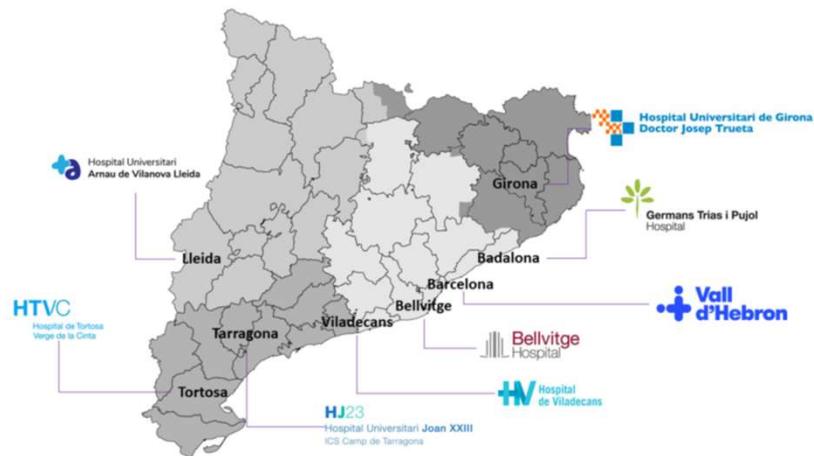 Hospital Universitari de Girona
Doctor Josep Trueta
Hospital Universitari
Arnau de Vilanova Lleida
Girona
Germans Trias i Pujol
Hospital
Lleida
Badalona
Barcelona
Vall
d'Hebron
HTVC
Hospital de Tortosa
Verge de la Cinta
Bellvitge
Viladecans
Tarragona
Bellvitge
Hospital
Tortosa
HV
Hospital
de Viladecans
HJ23
Hospital Universitari Joan XXIII
ICS Camp de Tarragona